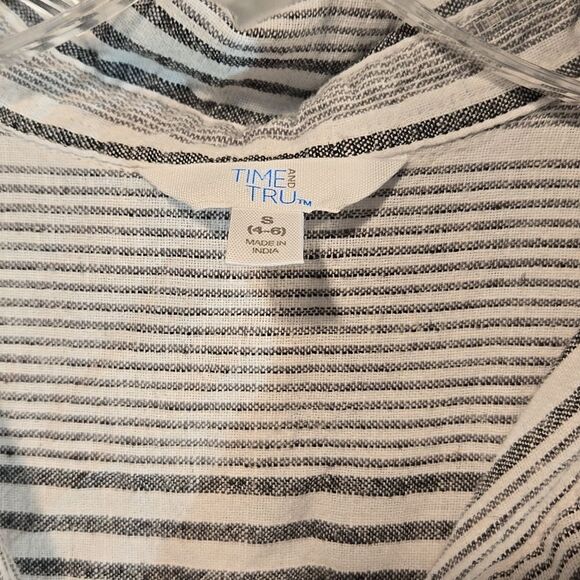 TIME AND
TRU™
S
(4-6)
MADE IN
INDIA